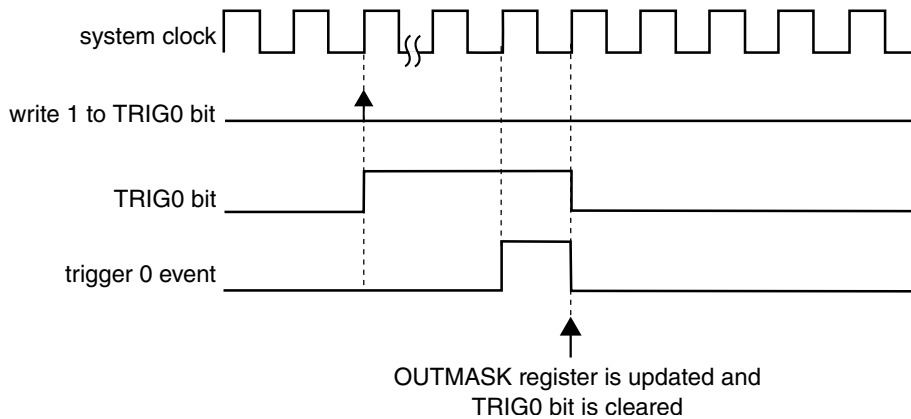 system clock
write 1 to TRIG0 bit
TRIG0 bit
trigger 0 event
OUTMASK register is updated and
TRIG0 bit is cleared